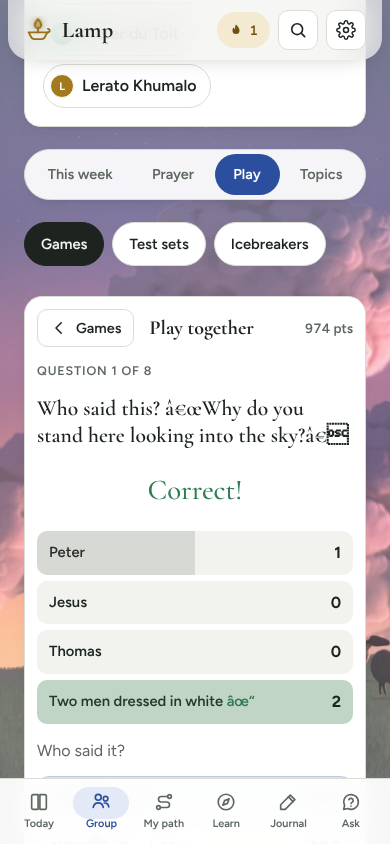 Lamp
1
L Lerato Khumalo
This week Prayer Play Topics
Games Test sets Icebreakers
Games Play together 974 pts
QUESTION 1 OF 8
Who said this? â€œWhy do you
stand here looking into the sky?â€
Correct!
Peter 1
Jesus 0
Thomas 0
Two men dressed in white âœ“ 2
Who said it?
Today Group My path Learn Journal Ask